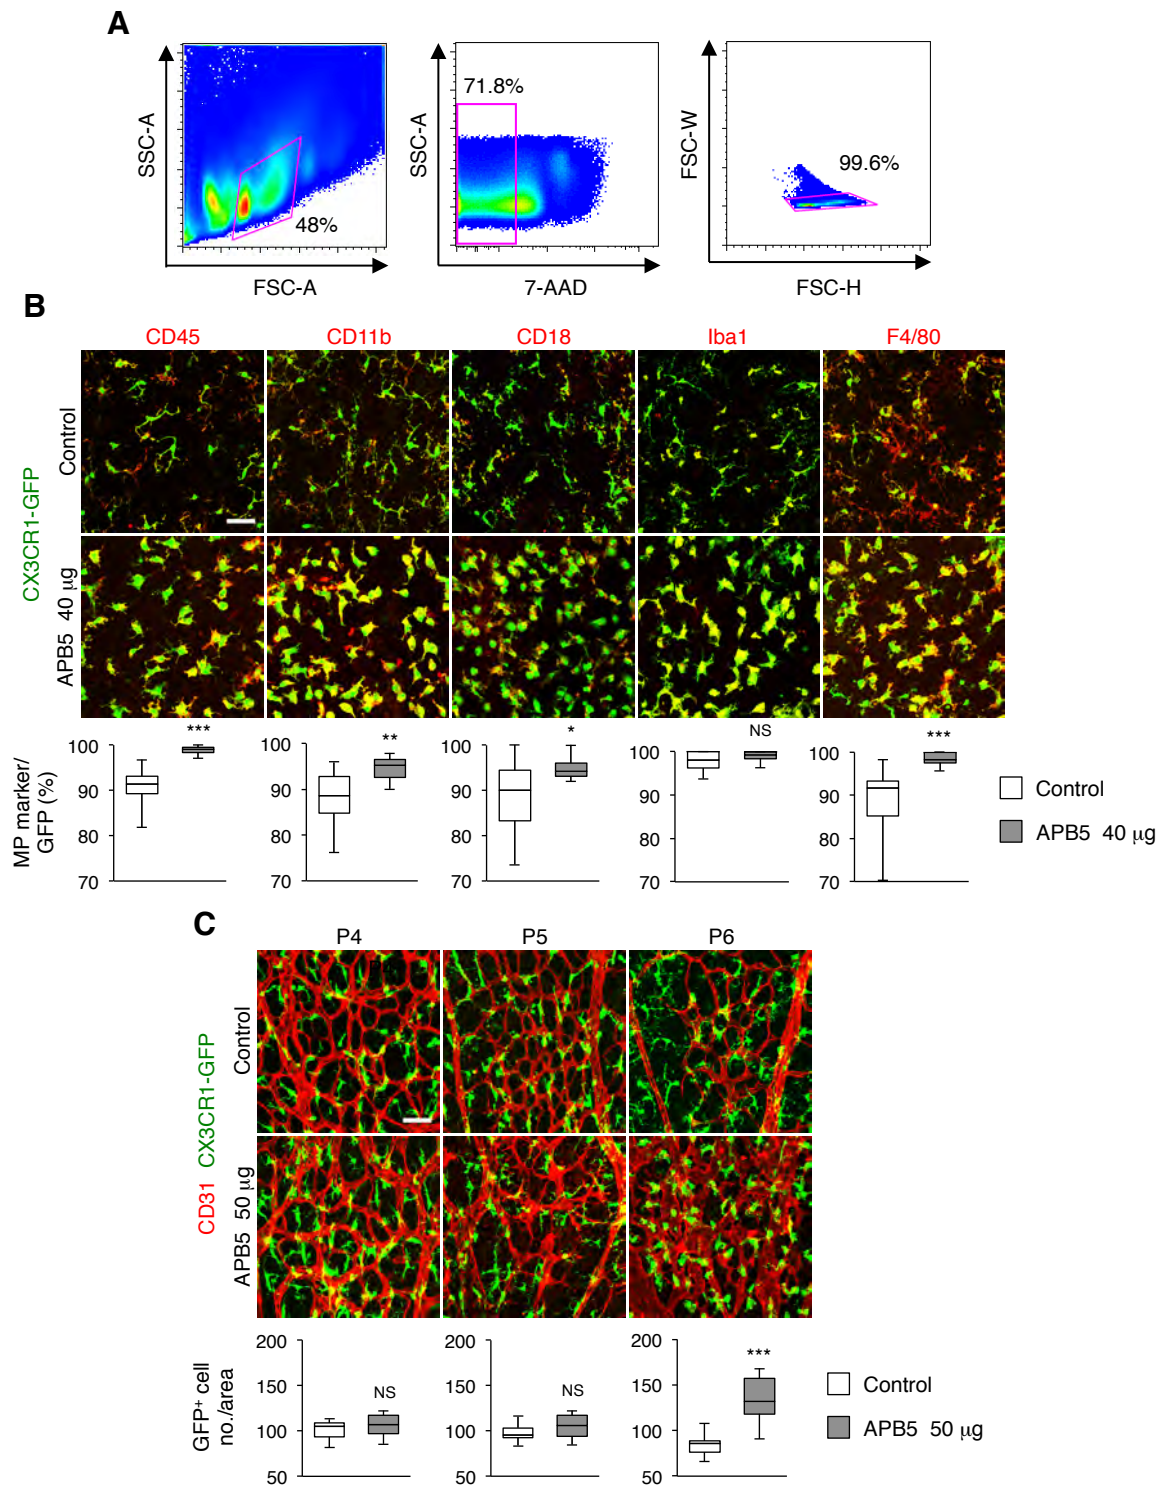 A
SSC-A
48%
FSC-A
SSC-A
71.8%
7-AAD
FSC-W
99.6%
FSC-H
B
CD45 CD11b CD18 Iba1 F4/80
CX3CR1-GFP
Control
APB5 40 μg
MP marker/
GFP (%)
100
90
80
70
***
100
90
80
70
**
100
90
80
70
*
100
90
80
70
NS
100
90
80
70
***
Control
APB5 40 μg
C
P4 P5 P6
CD31 CX3CR1-GFP
Control
APB5 50 μg
GFP+ cell
no./area
200
150
100
50
NS
200
150
100
50
NS
200
150
100
50
***
Control
APB5 50 μg